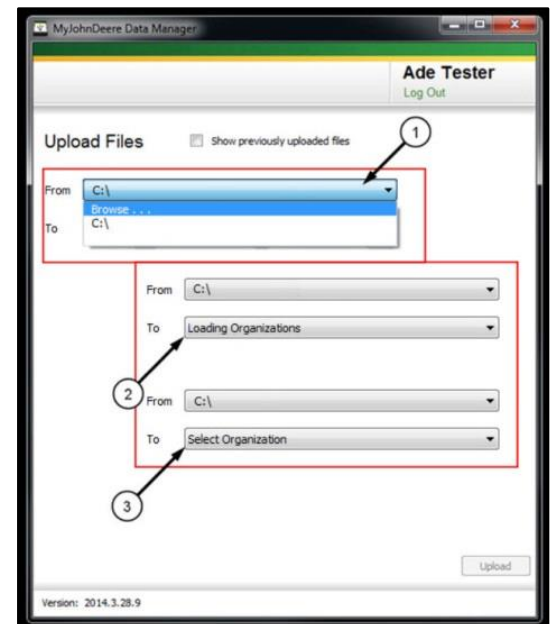 MyJohnDeere Data Manager
Ade Tester
Log Out
1
Upload Files Show previously uploaded files
From C:\
Browse . . .
To C:\
From C:\
To Loading Organizations
2
From C:\
To Select Organization
3
Upload
Version: 2014.3.28.9